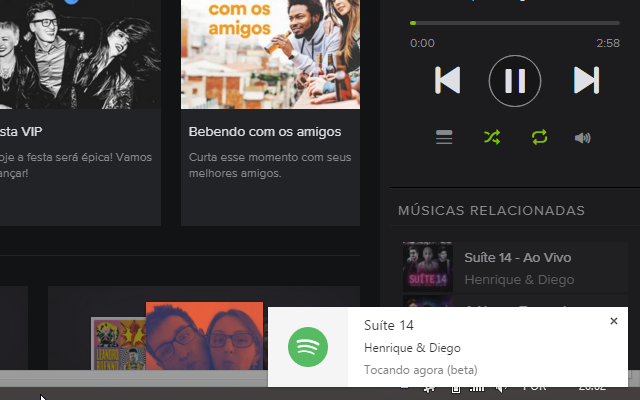 com os
amigos
sta VIP
oje a festa será épica! Vamos
ançar!
Bebendo com os amigos
Curta esse momento com seus
melhores amigos.
0:00
2:58
MÚSICAS RELACIONADAS
Suíte 14 - Ao Vivo
Henrique & Diego
SUÍTE 14
Suíte 14
Henrique & Diego
Tocando agora (beta)
LEANDRO
POR